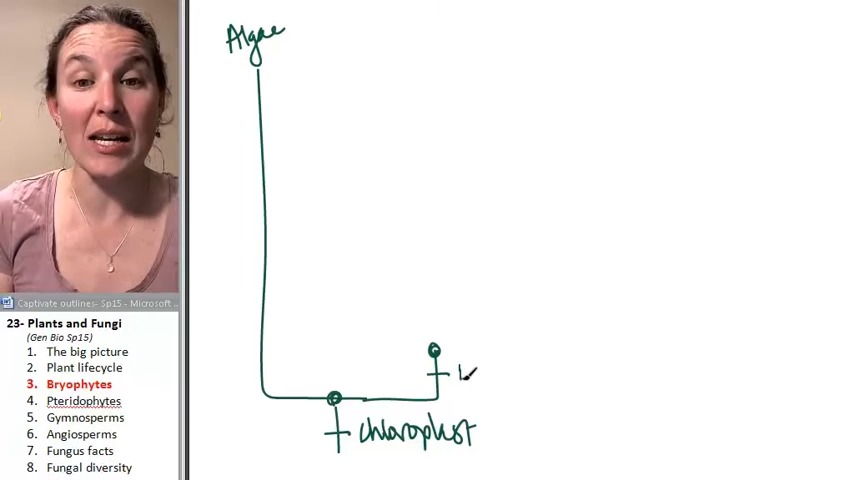 Algae
chloroplast
Captivate outlines- Sp15 - Microsoft ..
23- Plants and Fungi
(Gen Bio Sp15)
1. The big picture
2. Plant lifecycle
3. Bryophytes
4. Pteridophytes
5. Gymnosperms
6. Angiosperms
7. Fungus facts
8. Fungal diversity